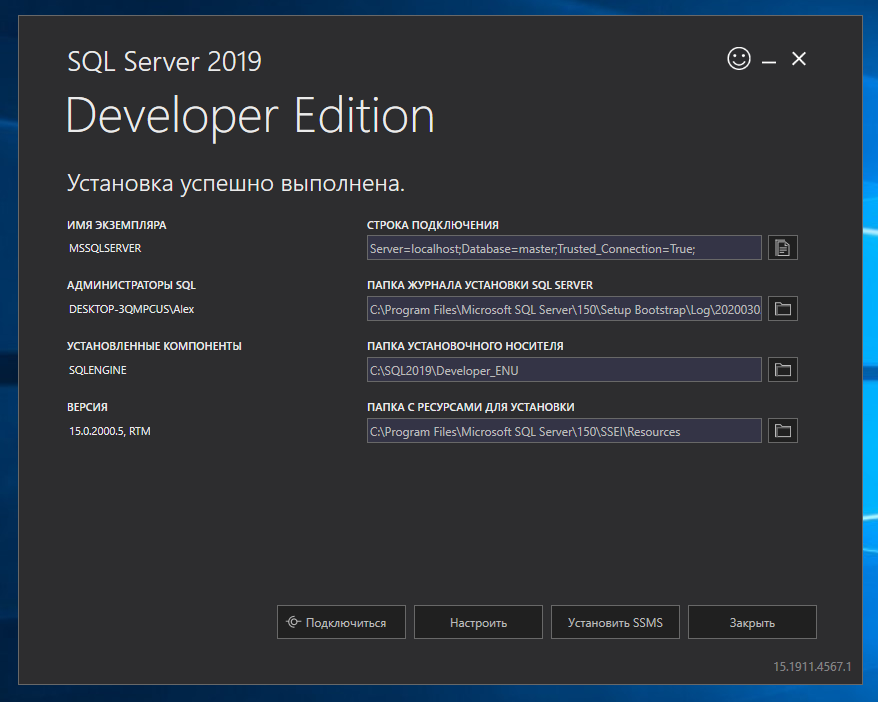 SQL Server 2019
Developer Edition
Установка успешно выполнена.
ИМЯ ЭКЗЕМПЛЯРА
MSSQLSERVER
СТРОКА ПОДКЛЮЧЕНИЯ
Server=localhost;Database=master;Trusted_Connection=True;
АДМИНИСТРАТОРЫ SQL
DESKTOP-3QMPCUS\Alex
ПАПКА ЖУРНАЛА УСТАНОВКИ SQL SERVER
C:\Program Files\Microsoft SQL Server\150\Setup Bootstrap\Log\2020030
УСТАНОВЛЕННЫЕ КОМПОНЕНТЫ
SQLENGINE
ПАПКА УСТАНОВОЧНОГО НОСИТЕЛЯ
C:\SQL2019\Developer_ENU
ВЕРСИЯ
15.0.2000.5, RTM
ПАПКА С РЕСУРСАМИ ДЛЯ УСТАНОВКИ
C:\Program Files\Microsoft SQL Server\150\SSEI\Resources
Подключиться
Настроить
Установить SSMS
Закрыть
15.1911.4567.1